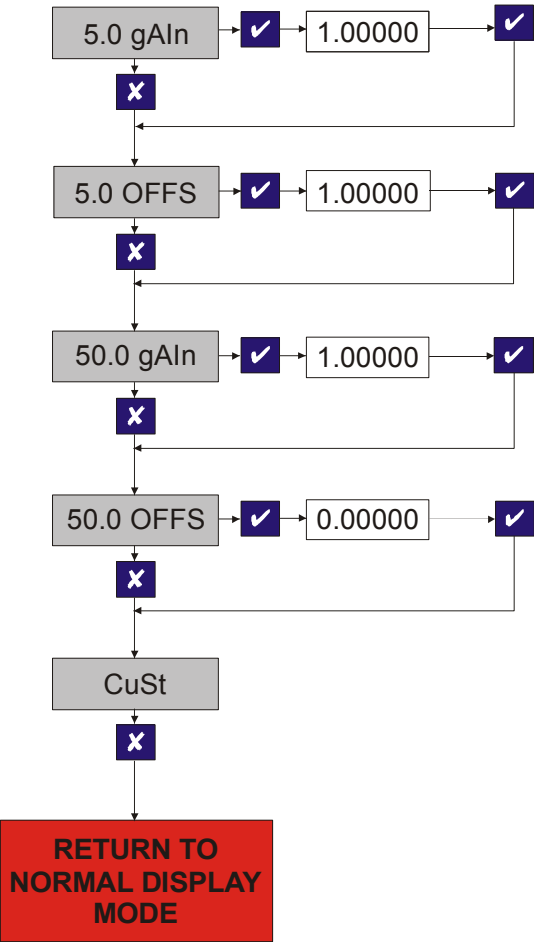 5.0 gAIn
✔
1.00000
✔
✘
5.0 OFFS
✔
1.00000
✔
✘
50.0 gAIn
✔
1.00000
✔
✘
50.0 OFFS
✔
0.00000
✔
✘
CuSt
✘
RETURN TO
NORMAL DISPLAY
MODE